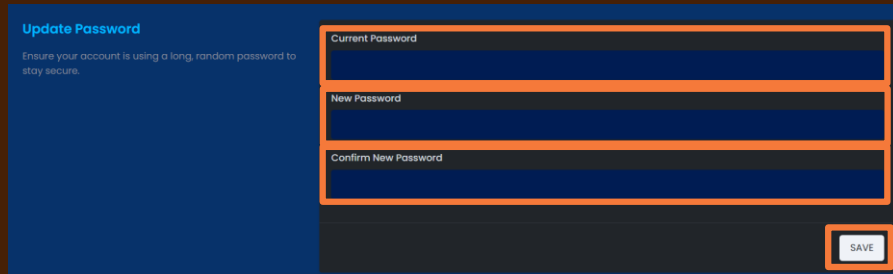 Update Password
Ensure your account is using a long, random password to
stay secure.
Current Password
New Password
Confirm New Password
SAVE